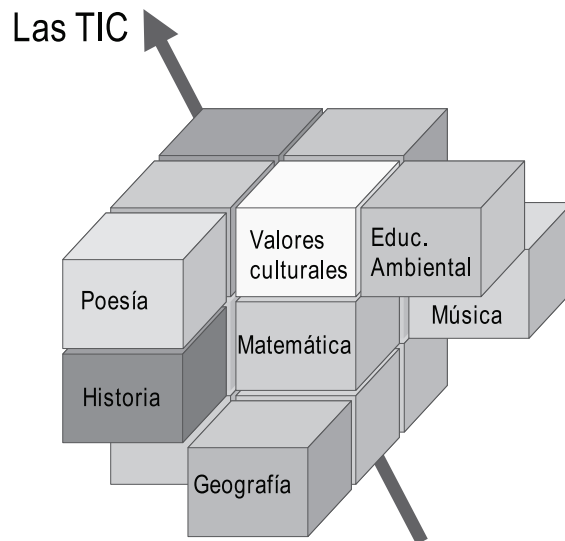 Las TIC
Valores
culturales
Educ.
Ambiental
Poesía
Música
Matemática
Historia
Geografía